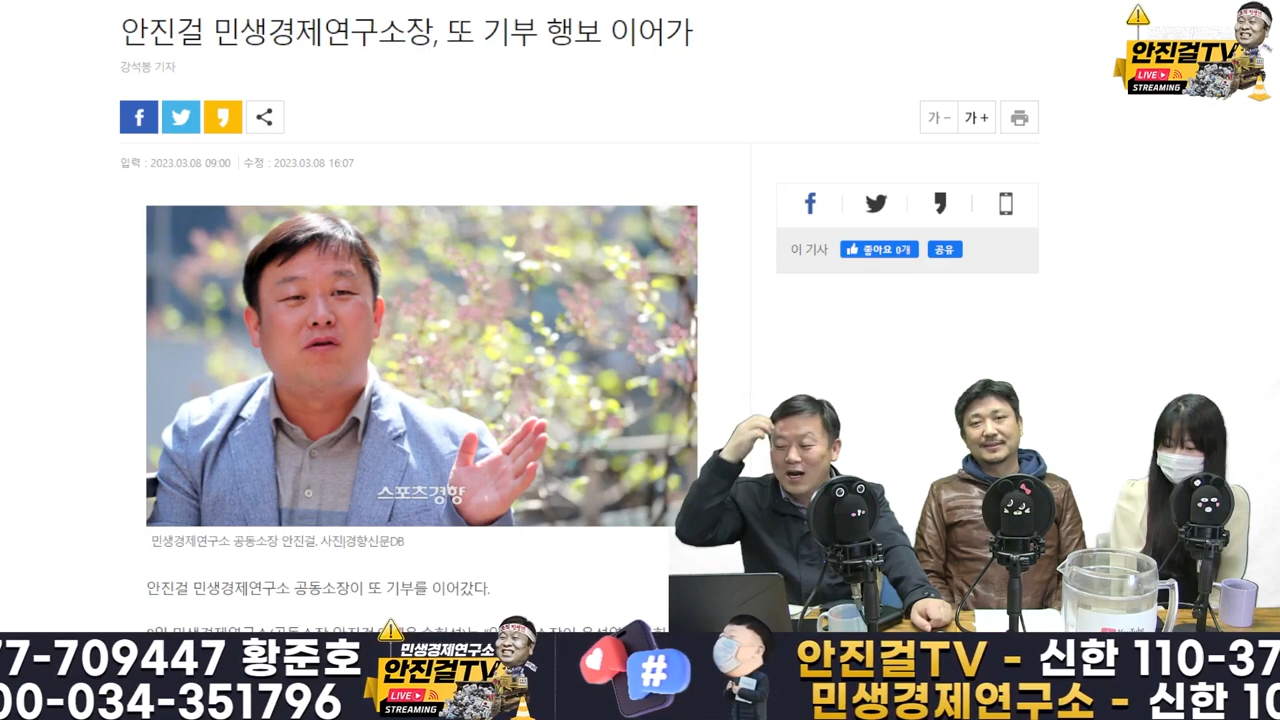 안진걸 민생경제연구소장, 또 기부 행보 이어가
강석봉 기자
가 - 가 +
입력 : 2023.03.08 09:00 수정 : 2023.03.08 16:07
이 기사 좋아요 0개 공유
스포츠경향
민생경제연구소 공동소장 안진걸. 사진|경향신문DB
안진걸 민생경제연구소 공동소장이 또 기부를 이어갔다.
안진걸TV
LIVE
STREAMING
77-709447 황준호
00-034-351796
민생경제연구소
안진걸TV
LIVE
STREAMING
#
안진걸TV - 신한 110-37
민생경제연구소 - 신한 10